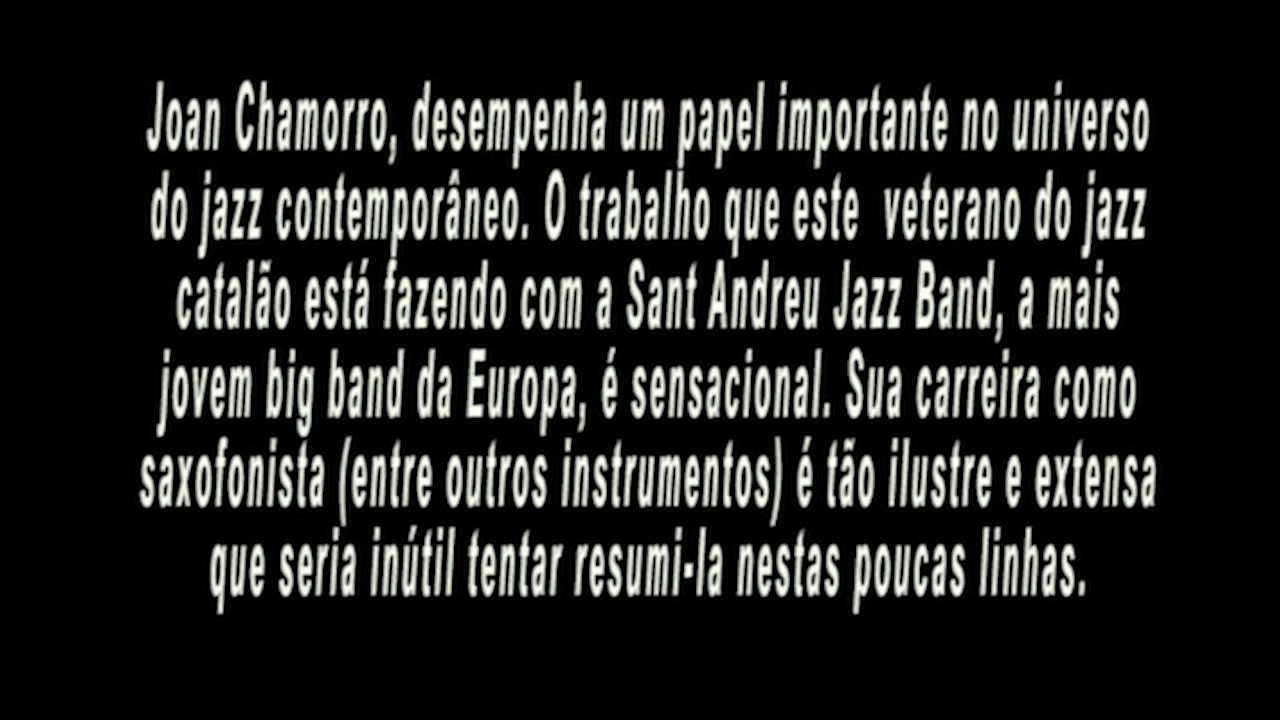 Joan Chamorro, desempenha um papel importante no universo
do jazz contemporâneo. O trabalho que este  veterano do jazz
catalão está fazendo com a Sant Andreu Jazz Band, a mais
jovem big band da Europa, é sensacional. Sua carreira como
saxofonista (entre outros instrumentos) é tão ilustre e extensa
que seria inútil tentar resumi-la nestas poucas linhas.